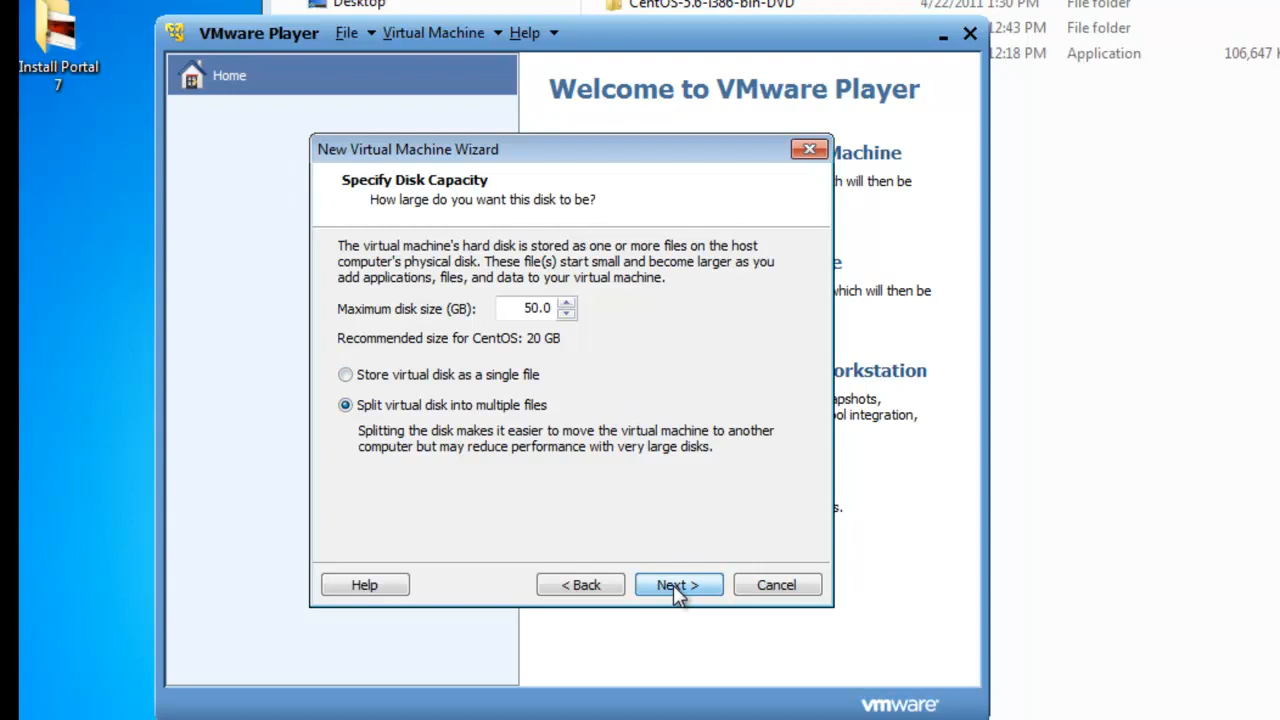 Desktop
CentOS-5.6-i386-bin-DVD
4/22/2011 1:30 PM
File folder
12:43 PM
File folder
12:18 PM
Application
106,647
Install Portal
7
VMware Player
File
Virtual Machine
Help
Home
Welcome to VMware Player
Machine
h will then be
e
which will then be
orkstation
apshots,
ool integration,
s.
New Virtual Machine Wizard
Specify Disk Capacity
How large do you want this disk to be?
The virtual machine's hard disk is stored as one or more files on the host
computer's physical disk. These file(s) start small and become larger as you
add applications, files, and data to your virtual machine.
Maximum disk size (GB):
50.0
Recommended size for CentOS: 20 GB
Store virtual disk as a single file
Split virtual disk into multiple files
Splitting the disk makes it easier to move the virtual machine to another
computer but may reduce performance with very large disks.
Help
< Back
Next >
Cancel
vmware